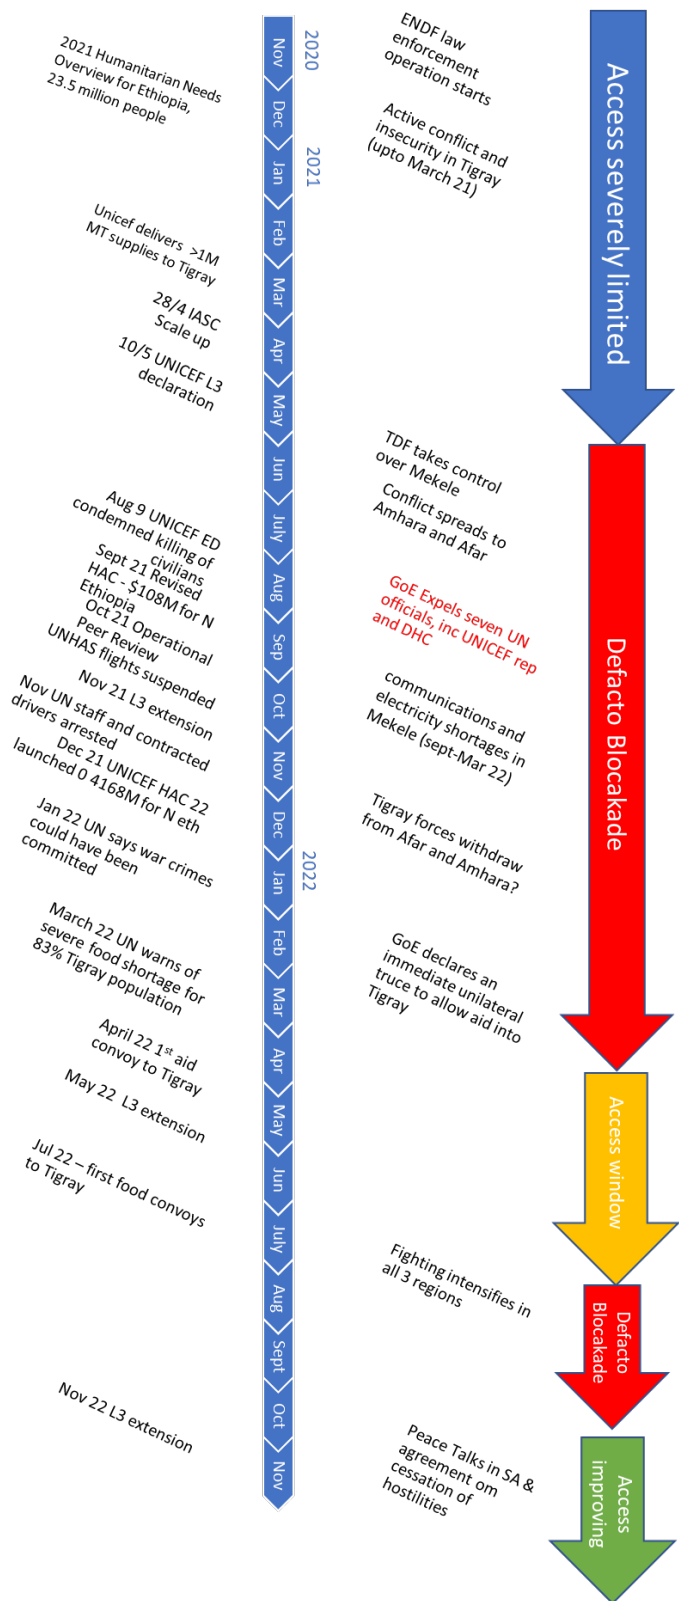 2020
2021
2022
Nov
Dec
Jan
Feb
Mar
Apr
May
Jun
July
Aug
Sep
Oct
Nov
Dec
Jan
Feb
Mar
Apr
May
Jun
July
Aug
Sept
Oct
Nov
2021 Humanitarian Needs
Overview for Ethiopia,
23.5 million people
Unicef delivers >1M
MT supplies to Tigray
28/4 IASC
Scale up
10/5 UNICEF L3
declaration
Aug 9 UNICEF ED
condemned killing of
civilians
Sept 21 Revised
HAC - $108M for N
Ethiopia
Oct 21 Operational
Peer Review
UNHAS flights suspended
Nov 21 L3 extension
Nov UN staff and contracted
drivers arrested
Dec 21 UNICEF HAC 22
launched 0 4168M for N eth
Jan 22 UN says war crimes
could have been
committed
March 22 UN warns of
severe food shortage for
83% Tigray population
April 22 1st aid
convoy to Tigray
May 22 L3 extension
Jul 22 – first food convoys
to Tigray
Nov 22 L3 extension
ENDF law
enforcement
operation starts
Active conflict and
insecurity in Tigray
(upto March 21)
TDF takes control
over Mekele
Conflict spreads to
Amhara and Afar
GoE Expels seven UN
officials, inc UNICEF rep
and DHC
communications and
electricity shortages in
Mekele (sept-Mar 22)
Tigray forces withdraw
from Afar and Amhara?
GoE declares an
immediate unilateral
truce to allow aid into
Tigray
Fighting intensifies in
all 3 regions
Peace Talks in SA &
agreement om
cessation of
hostilities
Access severely limited
Defacto Blocakade
Access window
Defacto
Blocakade
Access
improving